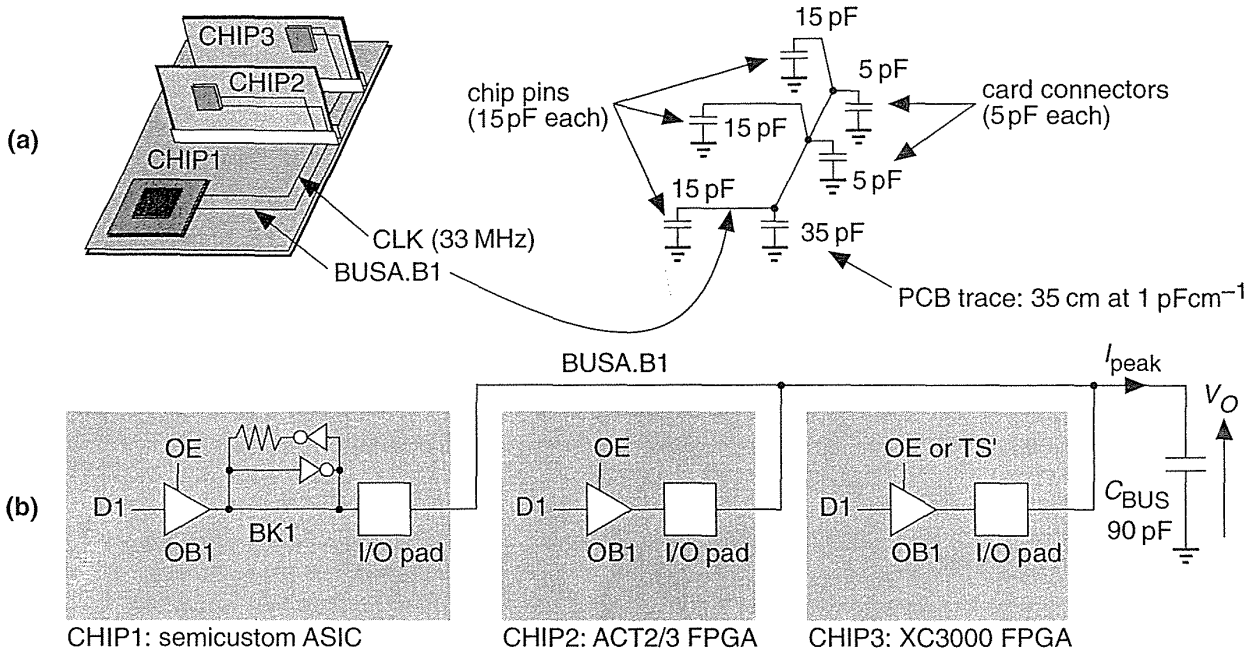 (a)
CHIP3
CHIP2
CHIP1
CLK (33 MHz)
BUSA.B1
chip pins
(15 pF each)
15 pF
15 pF
15 pF
5 pF
5 pF
35 pF
card connectors
(5 pF each)
PCB trace: 35 cm at 1 pFcm⁻¹
(b)
BUSA.B1
I_peak
V_O
C_BUS
90 pF
OE
D1
OB1
BK1
I/O pad
CHIP1: semicustom ASIC
OE
D1
OB1
I/O pad
CHIP2: ACT2/3 FPGA
OE or TS'
D1
OB1
I/O pad
CHIP3: XC3000 FPGA